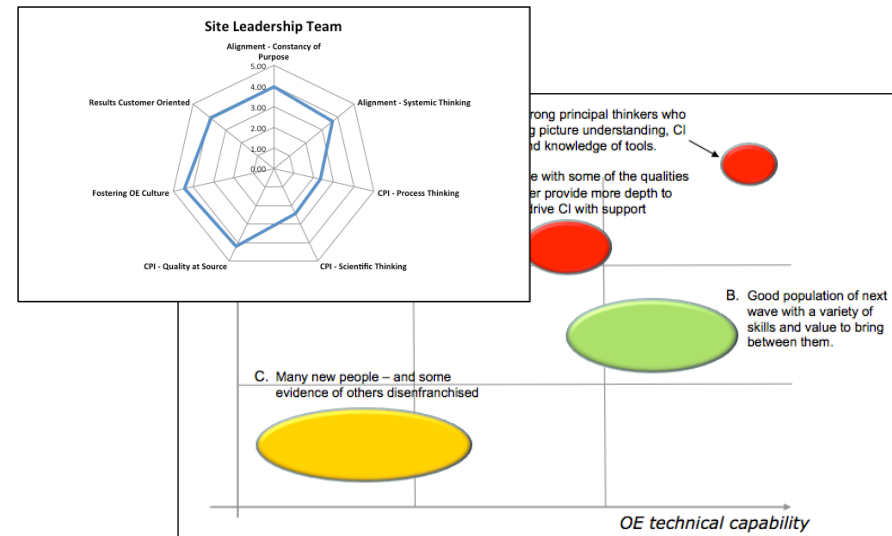 Site Leadership Team
Alignment - Constancy of
Purpose
5.00
4.00
3.00
2.00
1.00
0.00
Results Customer Oriented
Alignment - Systemic Thinking
Fostering OE Culture
CPI - Process Thinking
CPI - Quality at Source
CPI - Scientific Thinking
principal thinkers who
picture understanding, CI
knowledge of tools.
with some of the qualities
provide more depth to
drive CI with support
B. Good population of next
wave with a variety of
skills and value to bring
between them.
C. Many new people – and some
evidence of others disenfranchised
OE technical capability